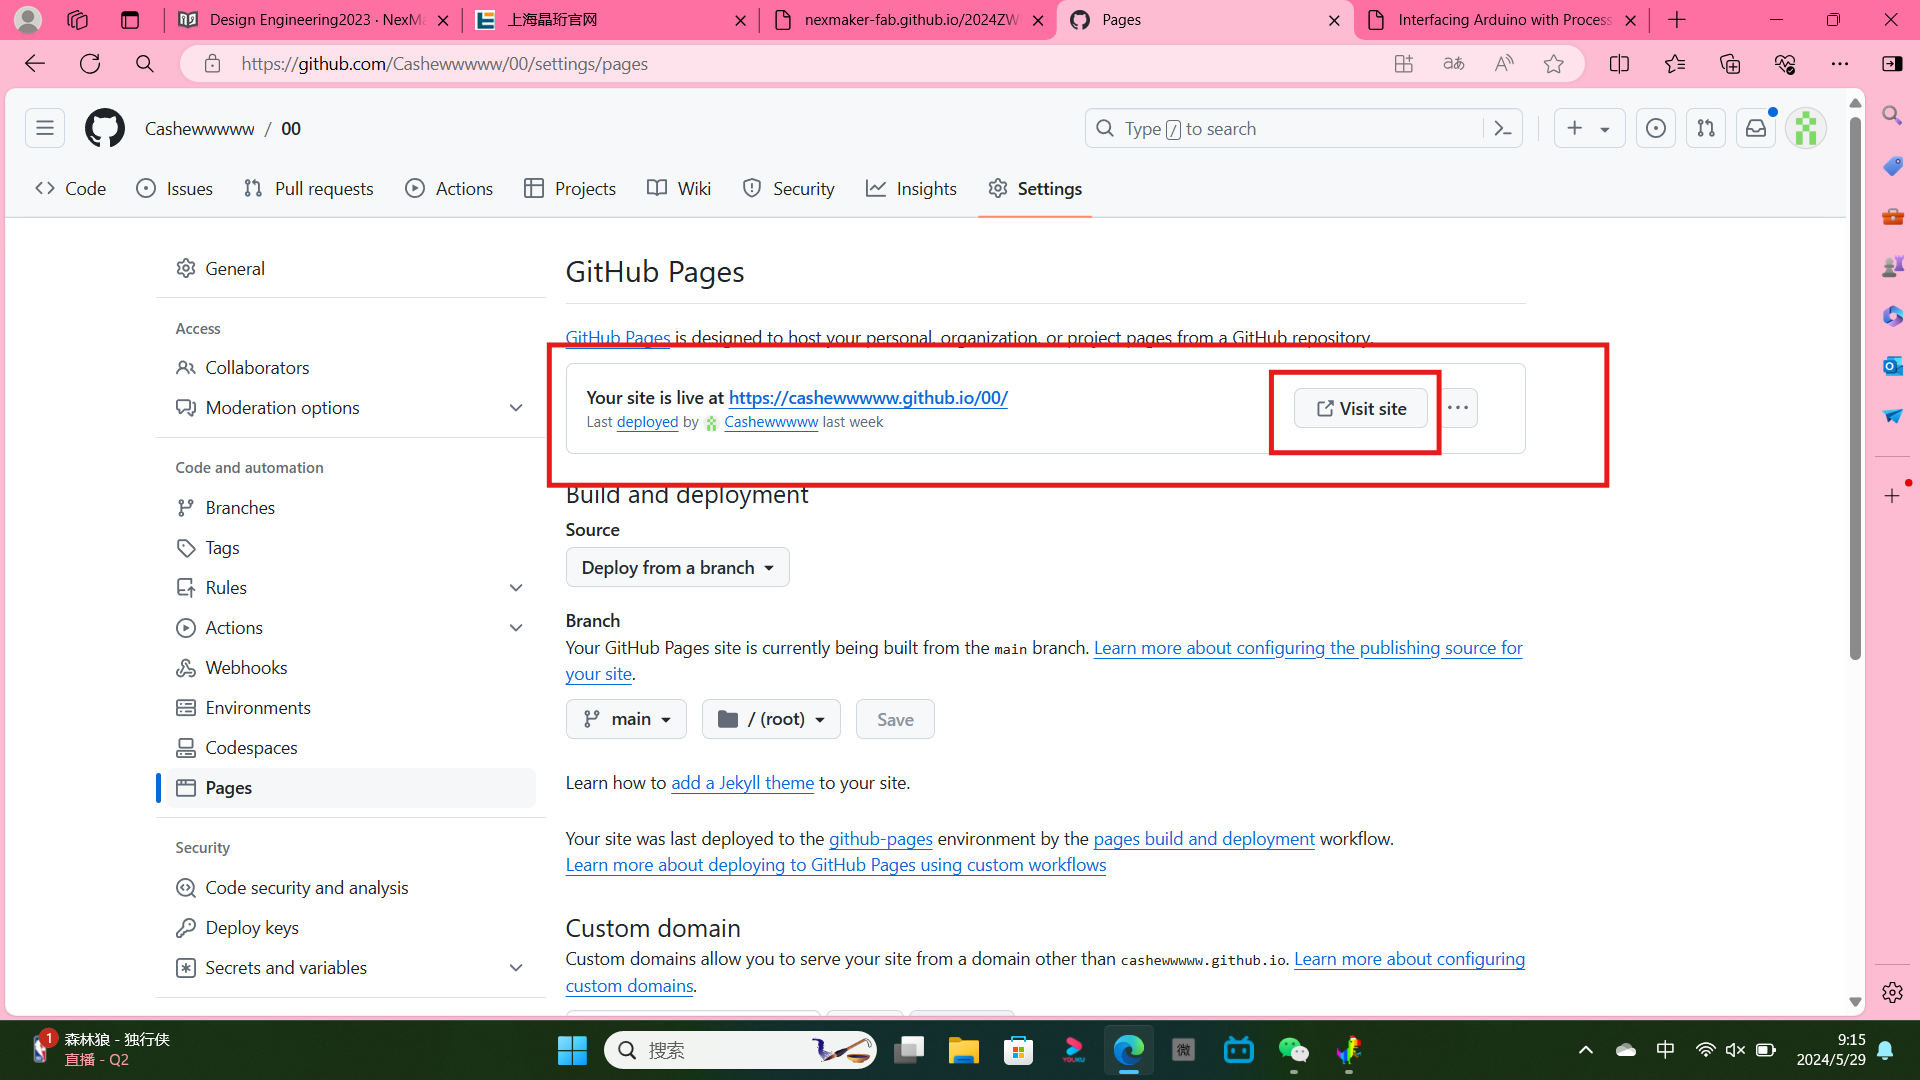 Design Engineering2023 · NexMa
上海晶珩官网
nexmaker-fab.github.io/2024ZW
Pages
Interfacing Arduino with Process
https://github.com/Cashewwwww/00/settings/pages
Cashewwwww / 00
Type / to search
Code
Issues
Pull requests
Actions
Projects
Wiki
Security
Insights
Settings
General
Access
Collaborators
Moderation options
Code and automation
Branches
Tags
Rules
Actions
Webhooks
Environments
Codespaces
Pages
Security
Code security and analysis
Deploy keys
Secrets and variables
GitHub Pages
GitHub Pages is designed to host your personal, organization, or project pages from a GitHub repository.
Your site is live at https://cashewwwww.github.io/00/
Last deployed by Cashewwwww last week
Visit site
Build and deployment
Source
Deploy from a branch
Branch
Your GitHub Pages site is currently being built from the main branch. Learn more about configuring the publishing source for
your site.
main
/ (root)
Save
Learn how to add a Jekyll theme to your site.
Your site was last deployed to the github-pages environment by the pages build and deployment workflow.
Learn more about deploying to GitHub Pages using custom workflows
Custom domain
Custom domains allow you to serve your site from a domain other than cashewwwww.github.io. Learn more about configuring
custom domains.
1
森林狼 - 独行侠
直播 - Q2
搜索
YOUKU
微
中
9:15
2024/5/29